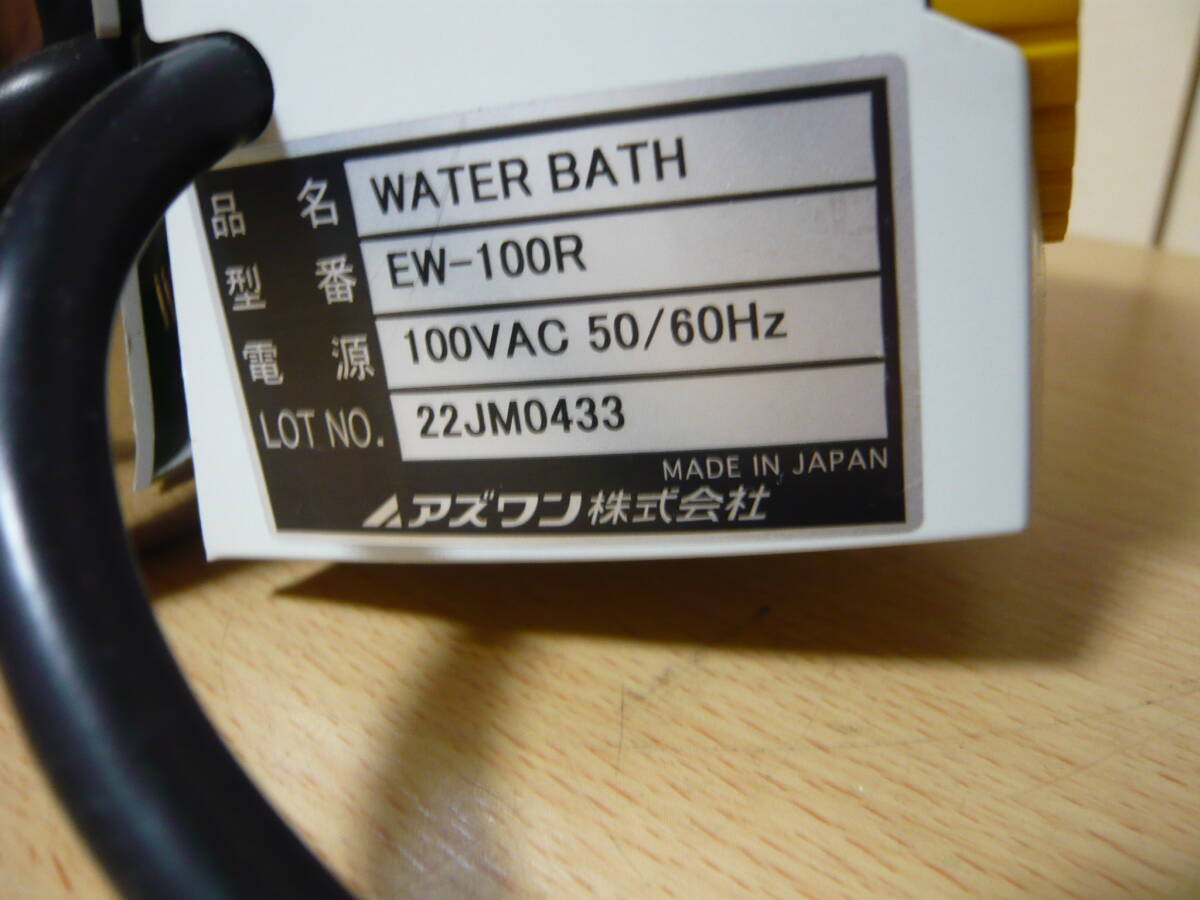 品名 WATER BATH
型番 EW-100R
電源 100VAC 50/60Hz
LOT NO. 22JM0433
MADE IN JAPAN
アズワン株式会社